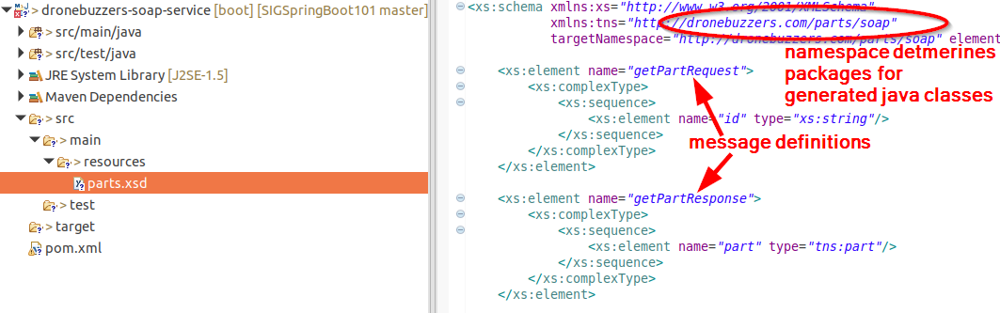 dronebuzzers-soap-service [boot] [SIGSpringBoot101 master]
> src/main/java
> src/test/java
JRE System Library [J2SE-1.5]
Maven Dependencies
> src
> main
> resources
> parts.xsd
> test
> target
pom.xml
<xs:schema xmlns:xs="http://www.w3.org/2001/XMLSchema"
xmlns:tns="http://dronebuzzers.com/parts/soap"
targetNamespace="http://dronebuzzers.com/parts/soap" element
namespace detmerines
packages for
generated java classes
<xs:element name="getPartRequest">
<xs:complexType>
<xs:sequence>
<xs:element name="id" type="xs:string"/>
</xs:sequence>
</xs:complexType>
</xs:element>
message definitions
<xs:element name="getPartResponse">
<xs:complexType>
<xs:sequence>
<xs:element name="part" type="tns:part"/>
</xs:sequence>
</xs:complexType>
</xs:element>